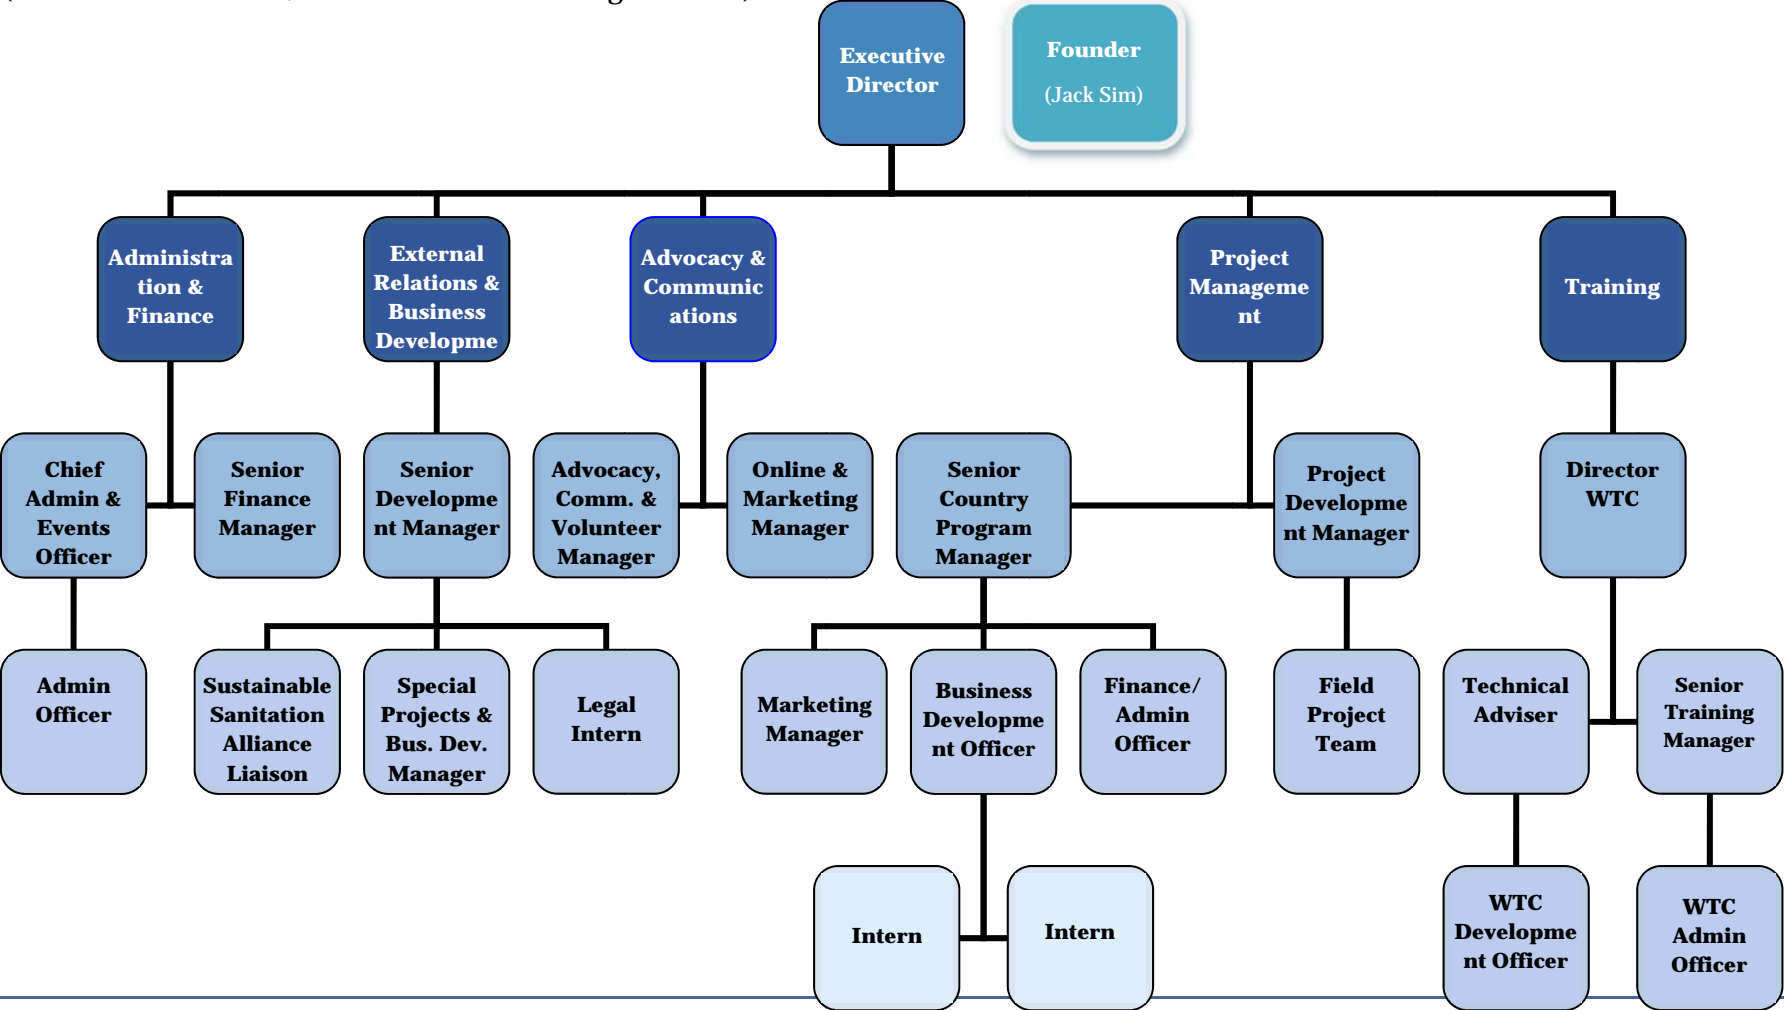 Executive
Director
Founder
(Jack Sim)
Administra
tion &
Finance
External
Relations &
Business
Developme
Advocacy &
Communic
ations
Project
Manageme
nt
Training
Chief
Admin &
Events
Officer
Senior
Finance
Manager
Senior
Developme
nt Manager
Advocacy,
Comm. &
Volunteer
Manager
Online &
Marketing
Manager
Senior
Country
Program
Manager
Project
Developme
nt Manager
Director
WTC
Admin
Officer
Sustainable
Sanitation
Alliance
Liaison
Special
Projects &
Bus. Dev.
Manager
Legal
Intern
Marketing
Manager
Business
Developme
nt Officer
Finance/
Admin
Officer
Field
Project
Team
Technical
Adviser
Senior
Training
Manager
Intern
Intern
WTC
Developme
nt Officer
WTC
Admin
Officer